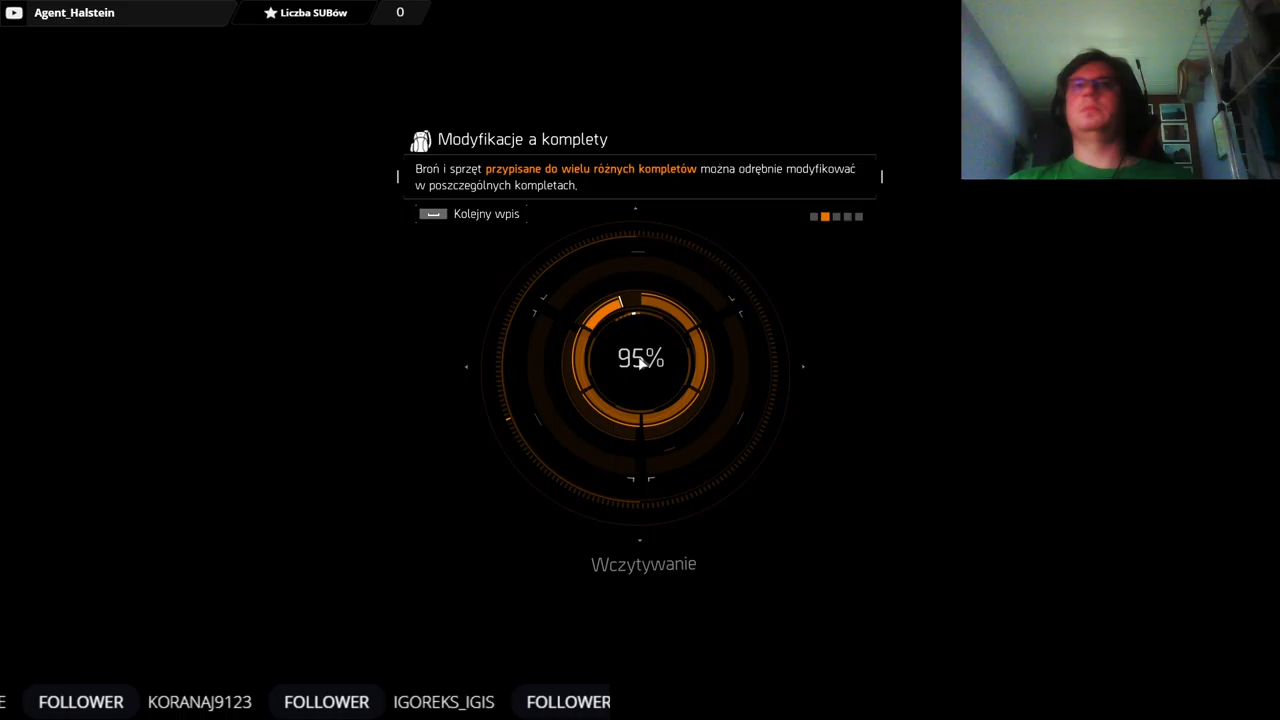 Agent_Halstein
Liczba SUBów
0
Modyfikacje a komplety
Broń i sprzęt przypisane do wielu różnych kompletów można odrębnie modyfikować
w poszczególnych kompletach.
Kolejny wpis
95%
Wczytywanie
E FOLLOWER KORANAJ9123 FOLLOWER IGOREKS_IGIS FOLLOWER